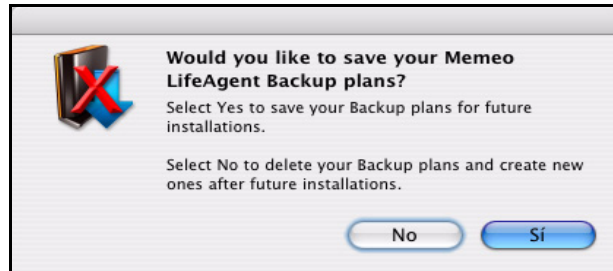 Would you like to save your Memeo
LifeAgent Backup plans?
Select Yes to save your Backup plans for future
installations.
Select No to delete your Backup plans and create new
ones after future installations.
No
Sí